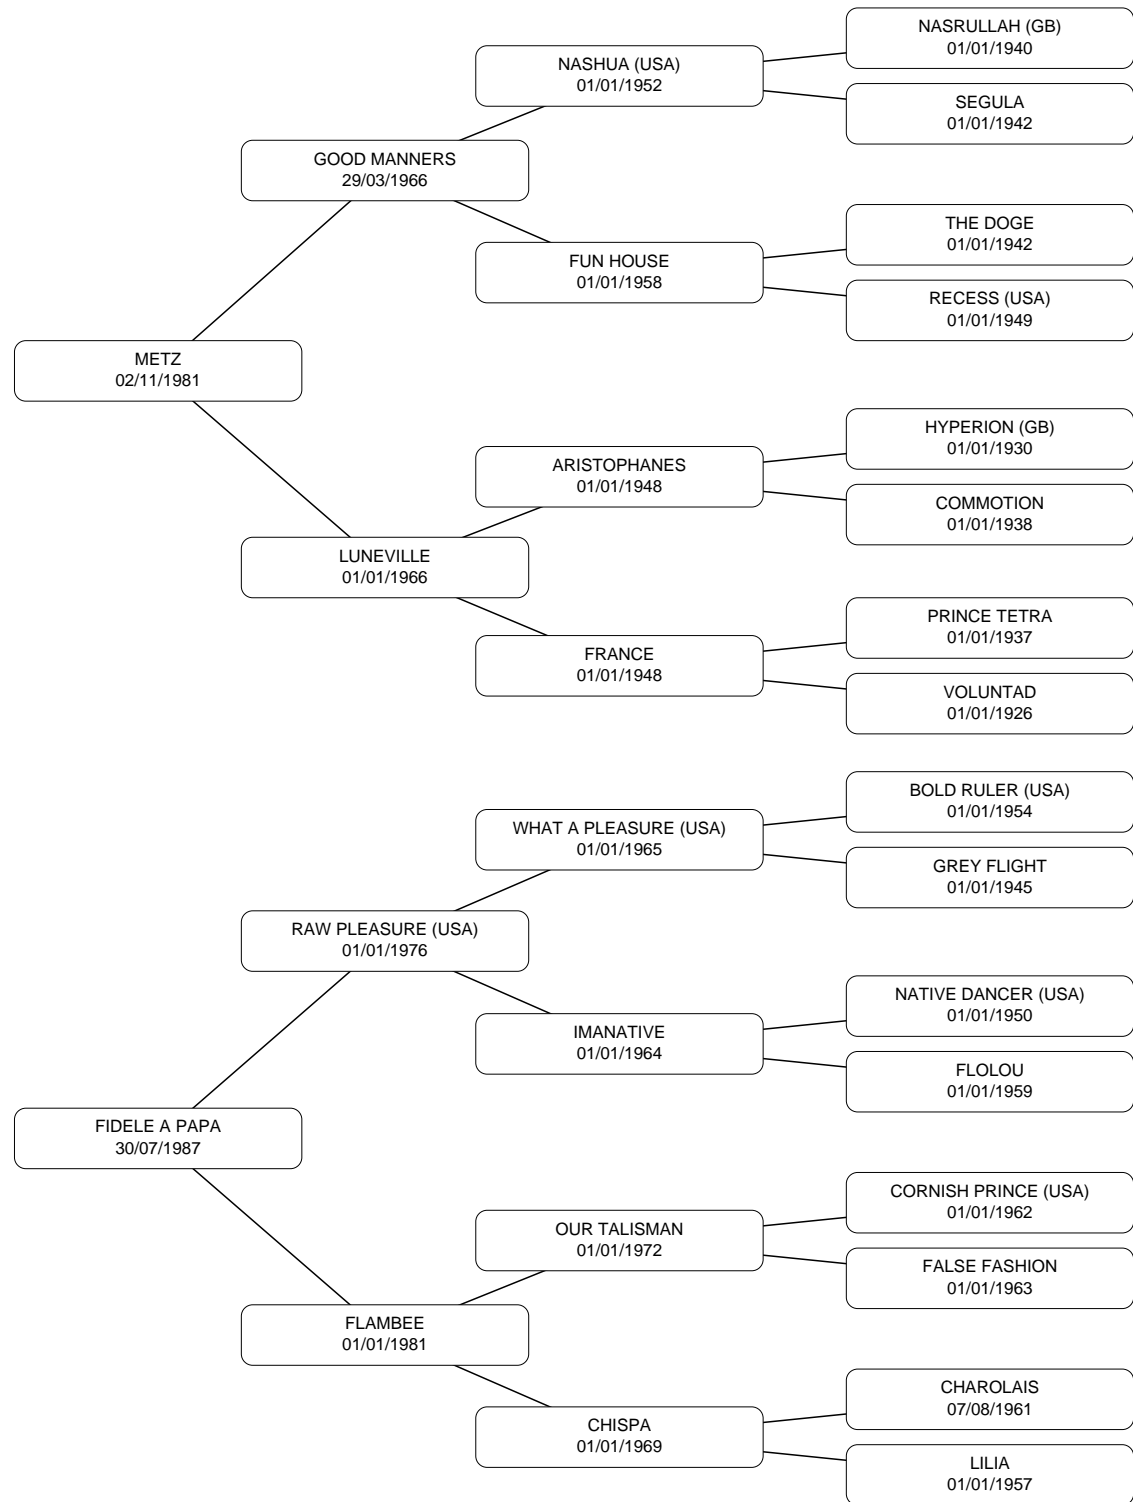 NASRULLAH (GB)
01/01/1940
NASHUA (USA)
01/01/1952
SEGULA
01/01/1942
GOOD MANNERS
29/03/1966
THE DOGE
01/01/1942
FUN HOUSE
01/01/1958
RECESS (USA)
01/01/1949
METZ
02/11/1981
HYPERION (GB)
01/01/1930
ARISTOPHANES
01/01/1948
COMMOTION
01/01/1938
LUNEVILLE
01/01/1966
PRINCE TETRA
01/01/1937
FRANCE
01/01/1948
VOLUNTAD
01/01/1926
BOLD RULER (USA)
01/01/1954
WHAT A PLEASURE (USA)
01/01/1965
GREY FLIGHT
01/01/1945
RAW PLEASURE (USA)
01/01/1976
NATIVE DANCER (USA)
01/01/1950
IMANATIVE
01/01/1964
FLOLOU
01/01/1959
FIDELE A PAPA
30/07/1987
CORNISH PRINCE (USA)
01/01/1962
OUR TALISMAN
01/01/1972
FALSE FASHION
01/01/1963
FLAMBEE
01/01/1981
CHAROLAIS
07/08/1961
CHISPA
01/01/1969
LILIA
01/01/1957